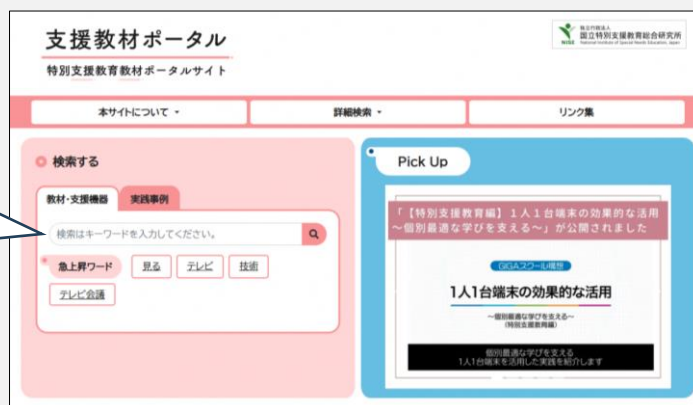 支援教材ポータル
特別支援教育教材ポータルサイト
独立行政法人
国立特別支援教育総合研究所
NISE National Institute of Special Needs Education, Japan
本サイトについて
詳細検索
リンク集
検索する
教材・支援機器
実践事例
検索はキーワードを入力してください。
急上昇ワード
見る
テレビ
技術
テレビ会議
Pick Up
「【特別支援教育編】１人１台端末の効果的な活用
～個別最適な学びを支える～」が公開されました
GIGAスクール構想
1人1台端末の効果的な活用
～個別最適な学びを支える～
(特別支援教育編)
個別最適な学びを支える
1人1台端末を活用した実践を紹介します